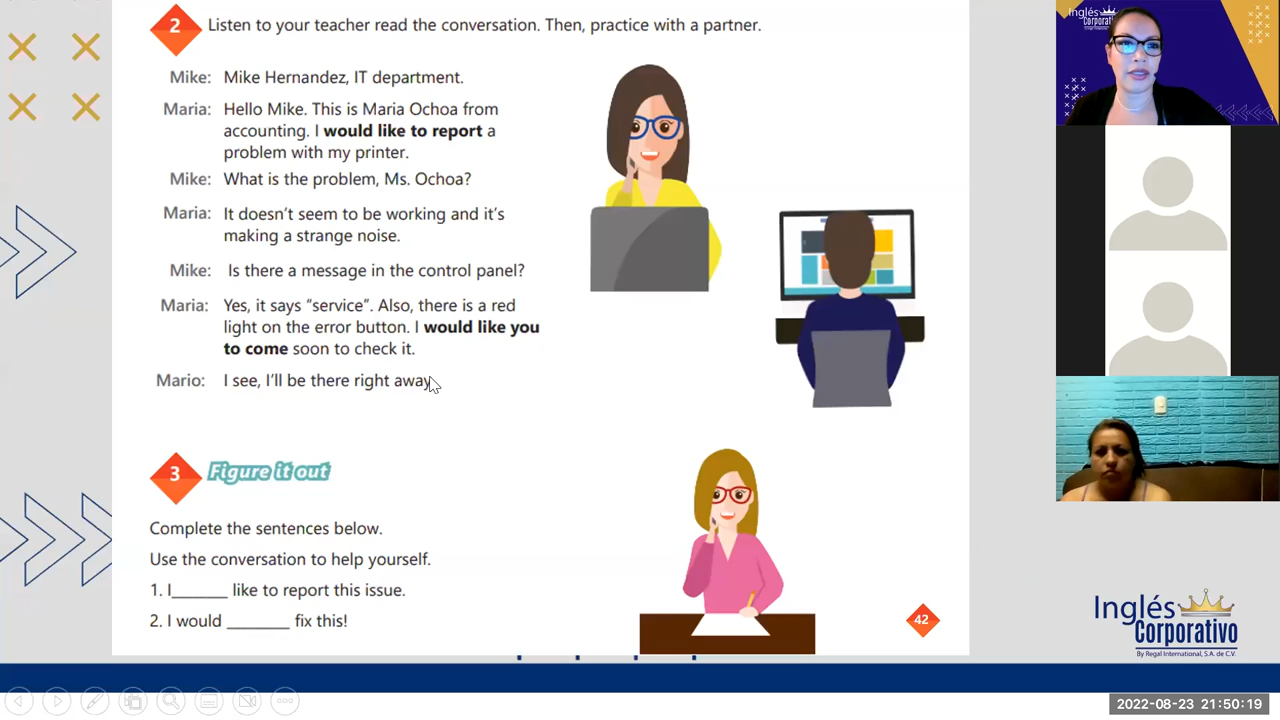 2 Listen to your teacher read the conversation. Then, practice with a partner.
Mike: Mike Hernandez, IT department.
Maria: Hello Mike. This is Maria Ochoa from
accounting. I would like to report a
problem with my printer.
Mike: What is the problem, Ms. Ochoa?
Maria: It doesn't seem to be working and it's
making a strange noise.
Mike: Is there a message in the control panel?
Maria: Yes, it says “service”. Also, there is a red
light on the error button. I would like you
to come soon to check it.
Mario: I see, I'll be there right away
3 Figure it out
Complete the sentences below.
Use the conversation to help yourself.
1. I_______ like to report this issue.
2. I would ________ fix this!
42
Inglés
Corporativo
Inglés
Corporativo
By Regal International, S.A. de C.V.
2022-08-23 21:50:19